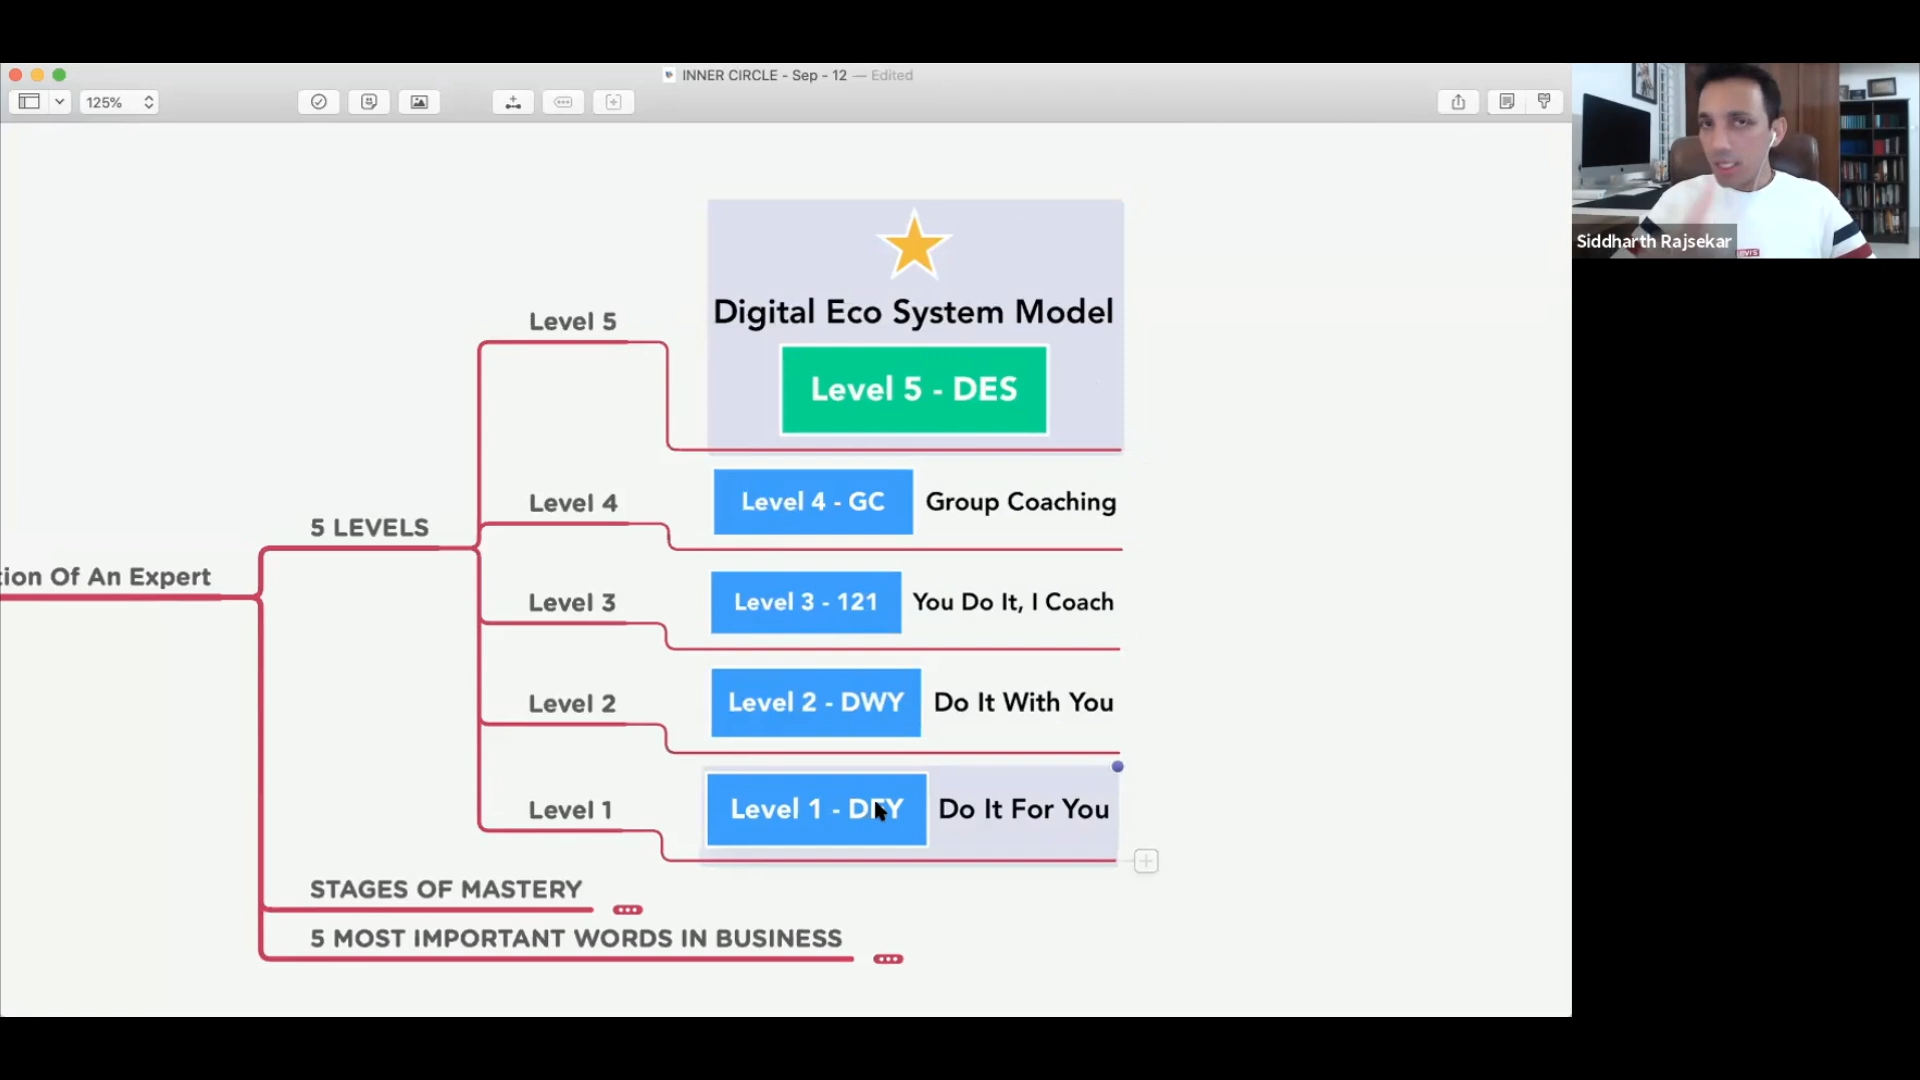 INNER CIRCLE - Sep - 12 — Edited
125%
Siddharth Rajsekar
LEVI'S
Digital Eco System Model
Level 5
Level 5 - DES
Level 4
Level 4 - GC Group Coaching
5 LEVELS
tion Of An Expert
Level 3
Level 3 - 121 You Do It, I Coach
Level 2
Level 2 - DWY Do It With You
Level 1
Level 1 - DFY Do It For You
STAGES OF MASTERY
5 MOST IMPORTANT WORDS IN BUSINESS